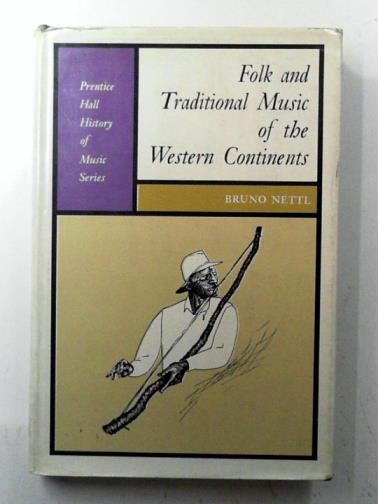 Prentice
Hall
History
of
Music
Series
Folk and
Traditional Music
of the
Western Continents
BRUNO NETTL